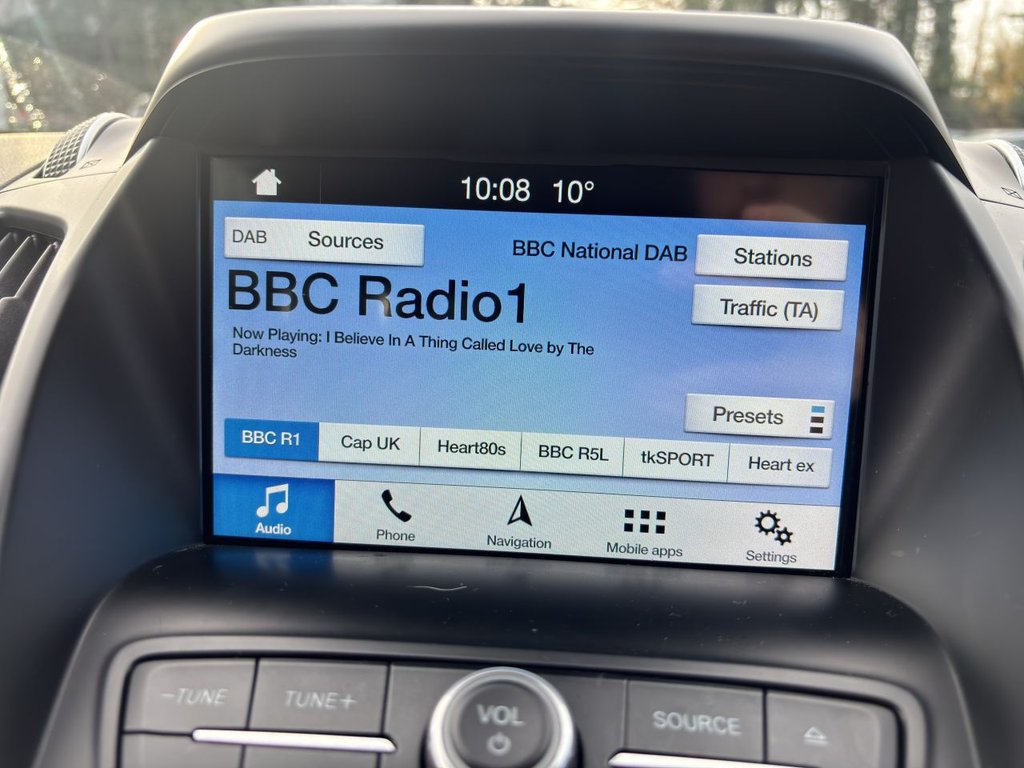 10:08 10°
DAB Sources
BBC National DAB
Stations
BBC Radio1
Traffic (TA)
Now Playing: I Believe In A Thing Called Love by The
Darkness
Presets
BBC R1 Cap UK Heart80s BBC R5L tkSPORT Heart ex
Audio Phone Navigation Mobile apps Settings
-TUNE TUNE+ VOL SOURCE